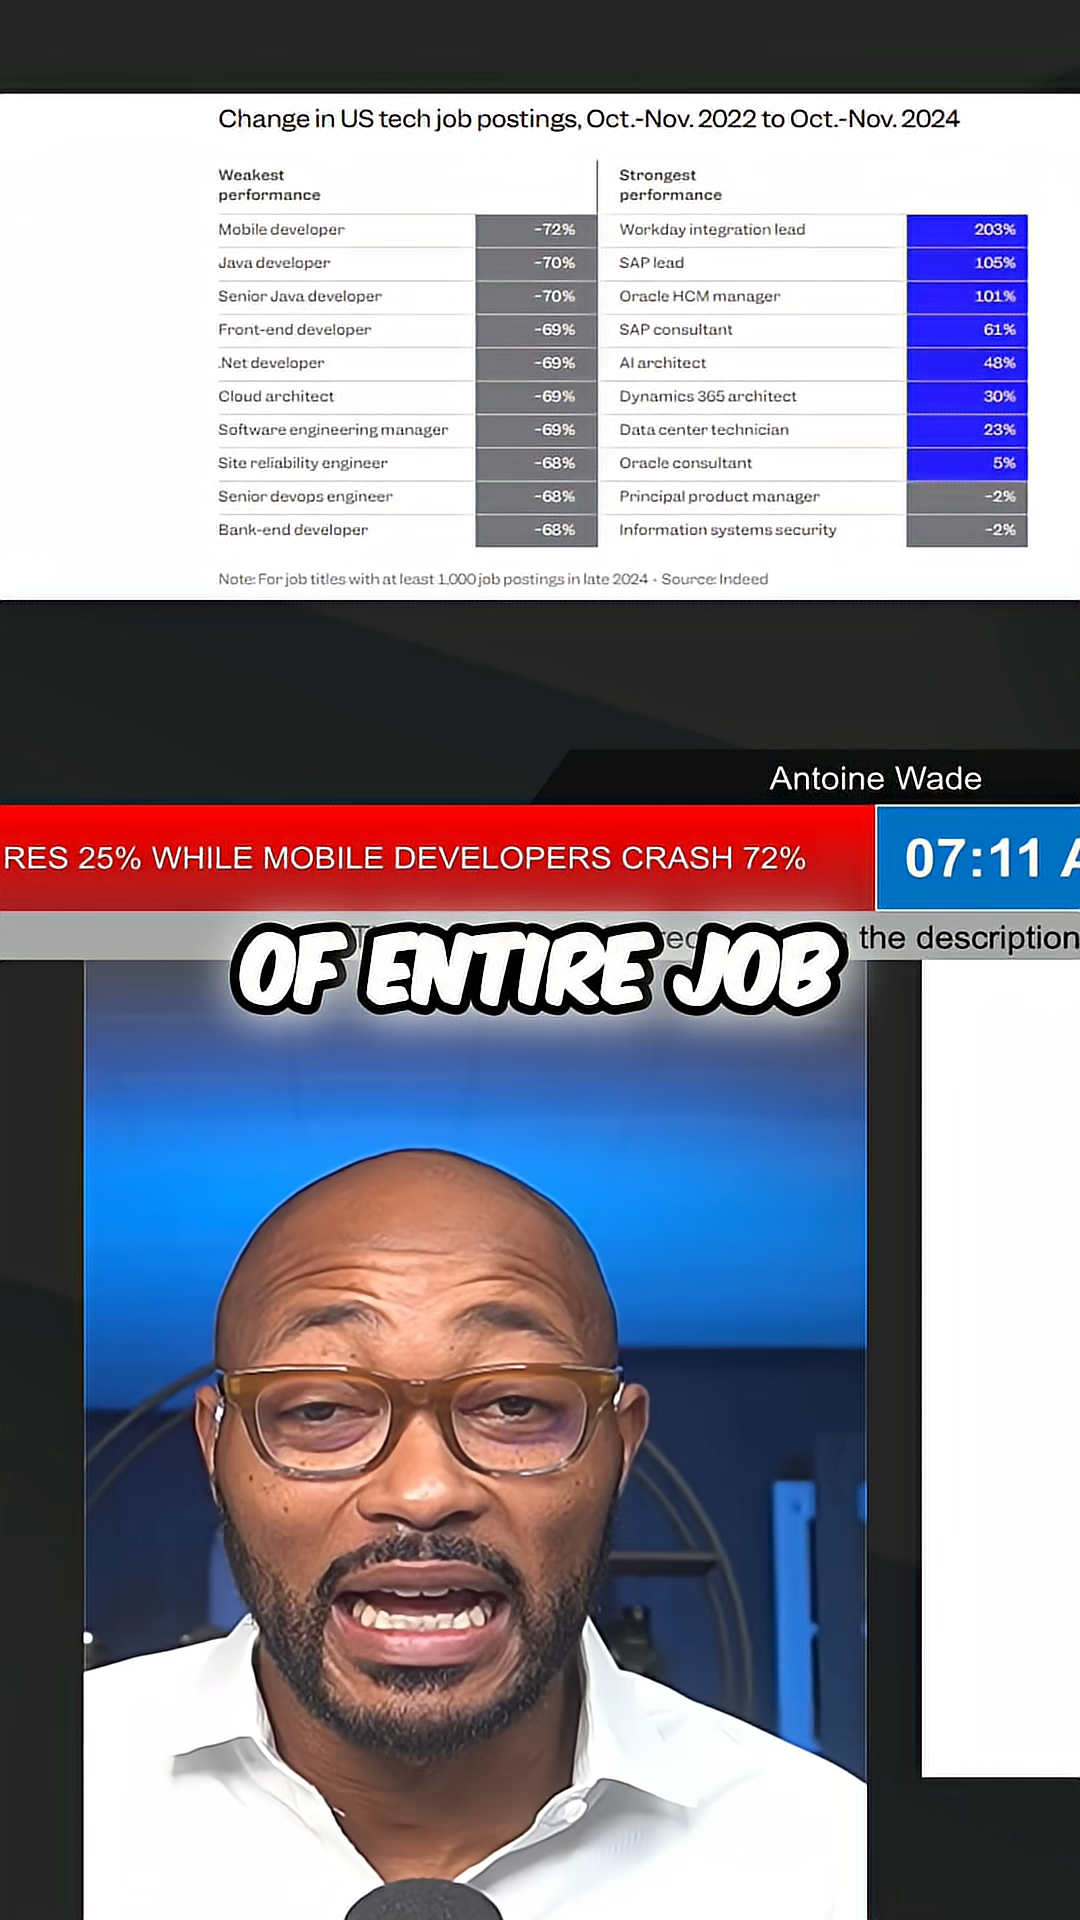 Change in US tech job postings, Oct.-Nov. 2022 to Oct.-Nov. 2024
Weakest
performance
Mobile developer -72%
Java developer -70%
Senior Java developer -70%
Front-end developer -69%
.Net developer -69%
Cloud architect -69%
Software engineering manager -69%
Site reliability engineer -68%
Senior devops engineer -68%
Bank-end developer -68%
Strongest
performance
Workday integration lead 203%
SAP lead 105%
Oracle HCM manager 101%
SAP consultant 61%
AI architect 48%
Dynamics 365 architect 30%
Data center technician 23%
Oracle consultant 5%
Principal product manager -2%
Information systems security -2%
Note: For job titles with at least 1,000 job postings in late 2024 • Source: Indeed
Antoine Wade
RES 25% WHILE MOBILE DEVELOPERS CRASH 72%
07:11 A
the description
OF ENTIRE JOB